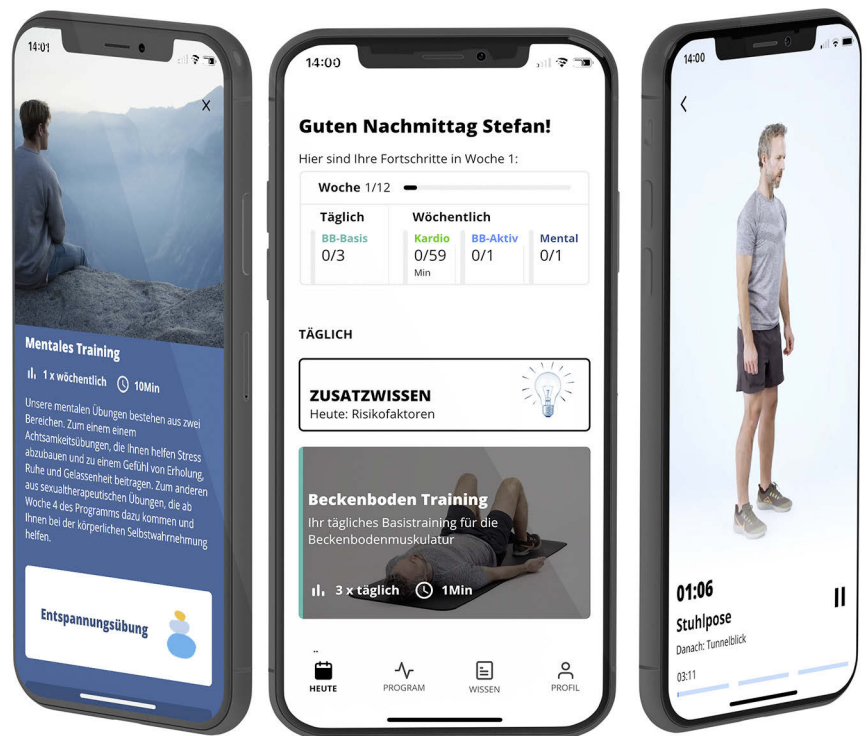 14:01
X
Mentales Training
1 x wöchentlich 10Min
Unsere mentalen Übungen bestehen aus zwei
Bereichen. Zum einem einem
Achtsamkeitsübungen, die Ihnen helfen Stress
abzubauen und zu einem Gefühl von Erholung,
Ruhe und Gelassenheit beitragen. Zum anderen
aus sexualtherapeutischen Übungen, die ab
Woche 4 des Programms dazu kommen und
Ihnen bei der körperlichen Selbstwahrnehmung
helfen.
Entspannungsübung
14:00
Guten Nachmittag Stefan!
Hier sind Ihre Fortschritte in Woche 1:
Woche 1/12
Täglich Wöchentlich
BB-Basis Kardio BB-Aktiv Mental
0/3 0/59 0/1 0/1
Min
TÄGLICH
ZUSATZWISSEN
Heute: Risikofaktoren
Beckenboden Training
Ihr tägliches Basistraining für die
Beckenbodenmuskulatur
3 x täglich 1Min
HEUTE PROGRAM WISSEN PROFIL
14:00
01:06
Stuhlpose
Danach: Tunnelblick
03:11